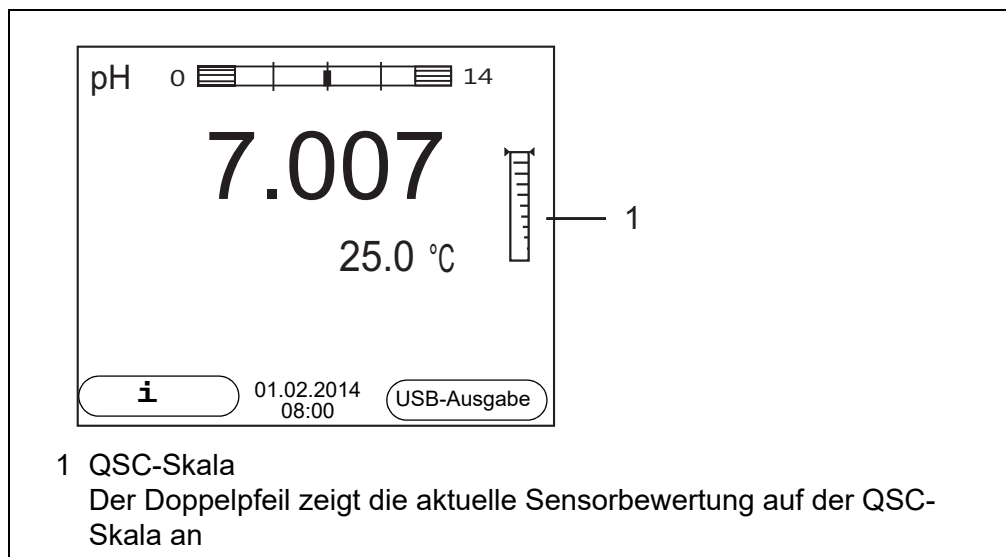 pH 0 14
7.007
1
25.0 °C
i
01.02.2014
08:00
USB-Ausgabe
1 QSC-Skala
Der Doppelpfeil zeigt die aktuelle Sensorbewertung auf der QSC-
Skala an